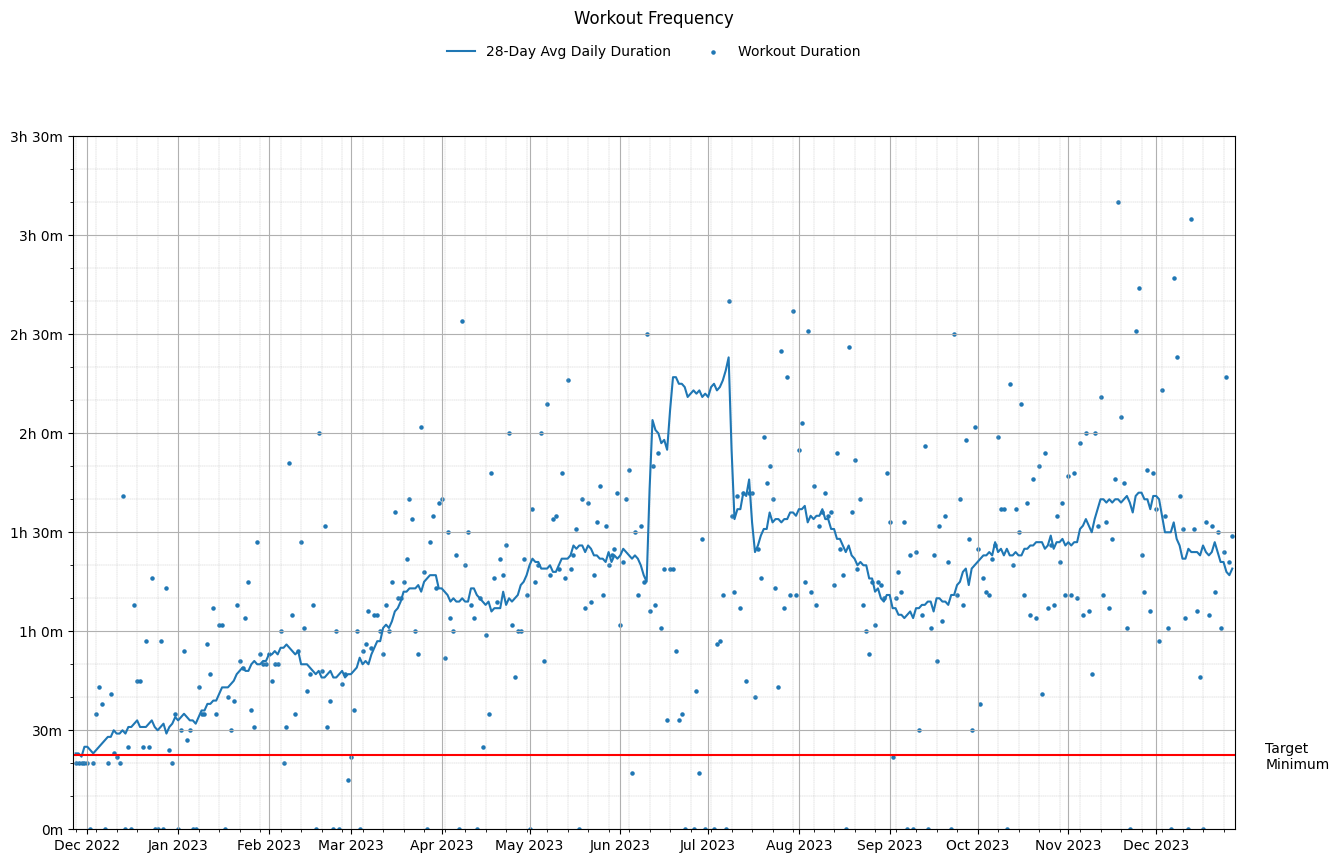 Workout Frequency
28-Day Avg Daily Duration
Workout Duration
3h 30m
3h 0m
2h 30m
2h 0m
1h 30m
1h 0m
30m
0m
Target
Minimum
Dec 2022
Jan 2023
Feb 2023
Mar 2023
Apr 2023
May 2023
Jun 2023
Jul 2023
Aug 2023
Sep 2023
Oct 2023
Nov 2023
Dec 2023